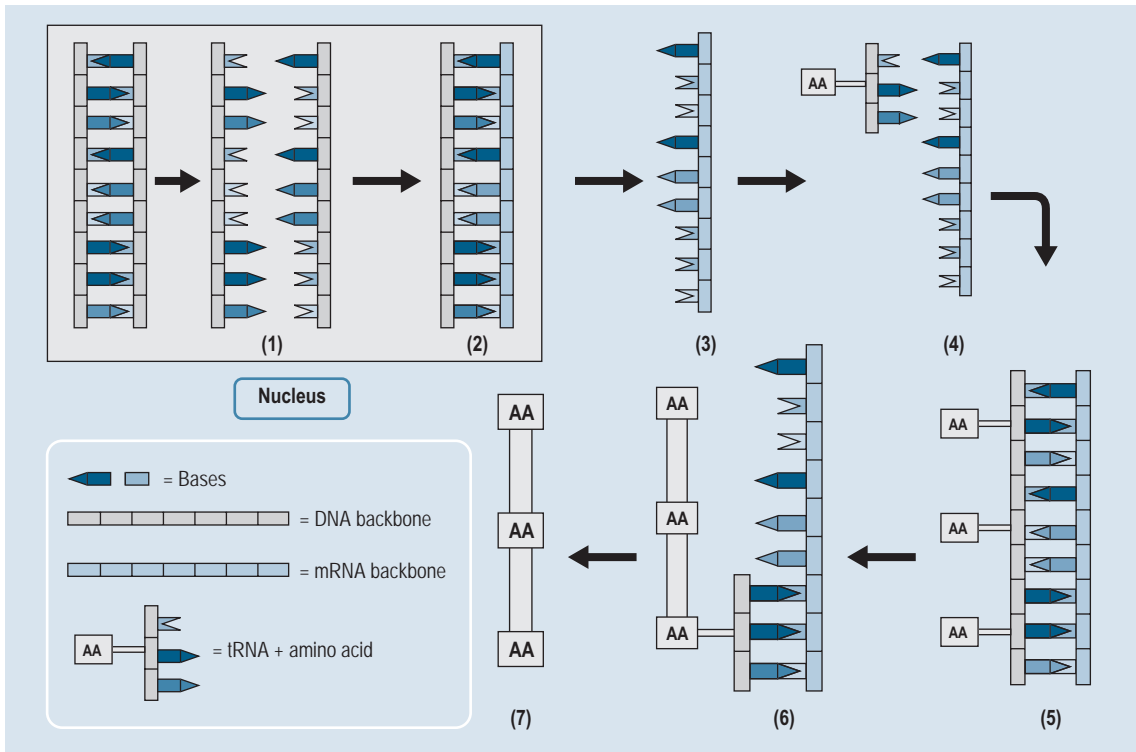 (1)
(2)
(3)
AA
(4)
Nucleus
= Bases
= DNA backbone
= mRNA backbone
AA
= tRNA + amino acid
AA
AA
AA
(5)
AA
AA
AA
(6)
AA
AA
AA
(7)